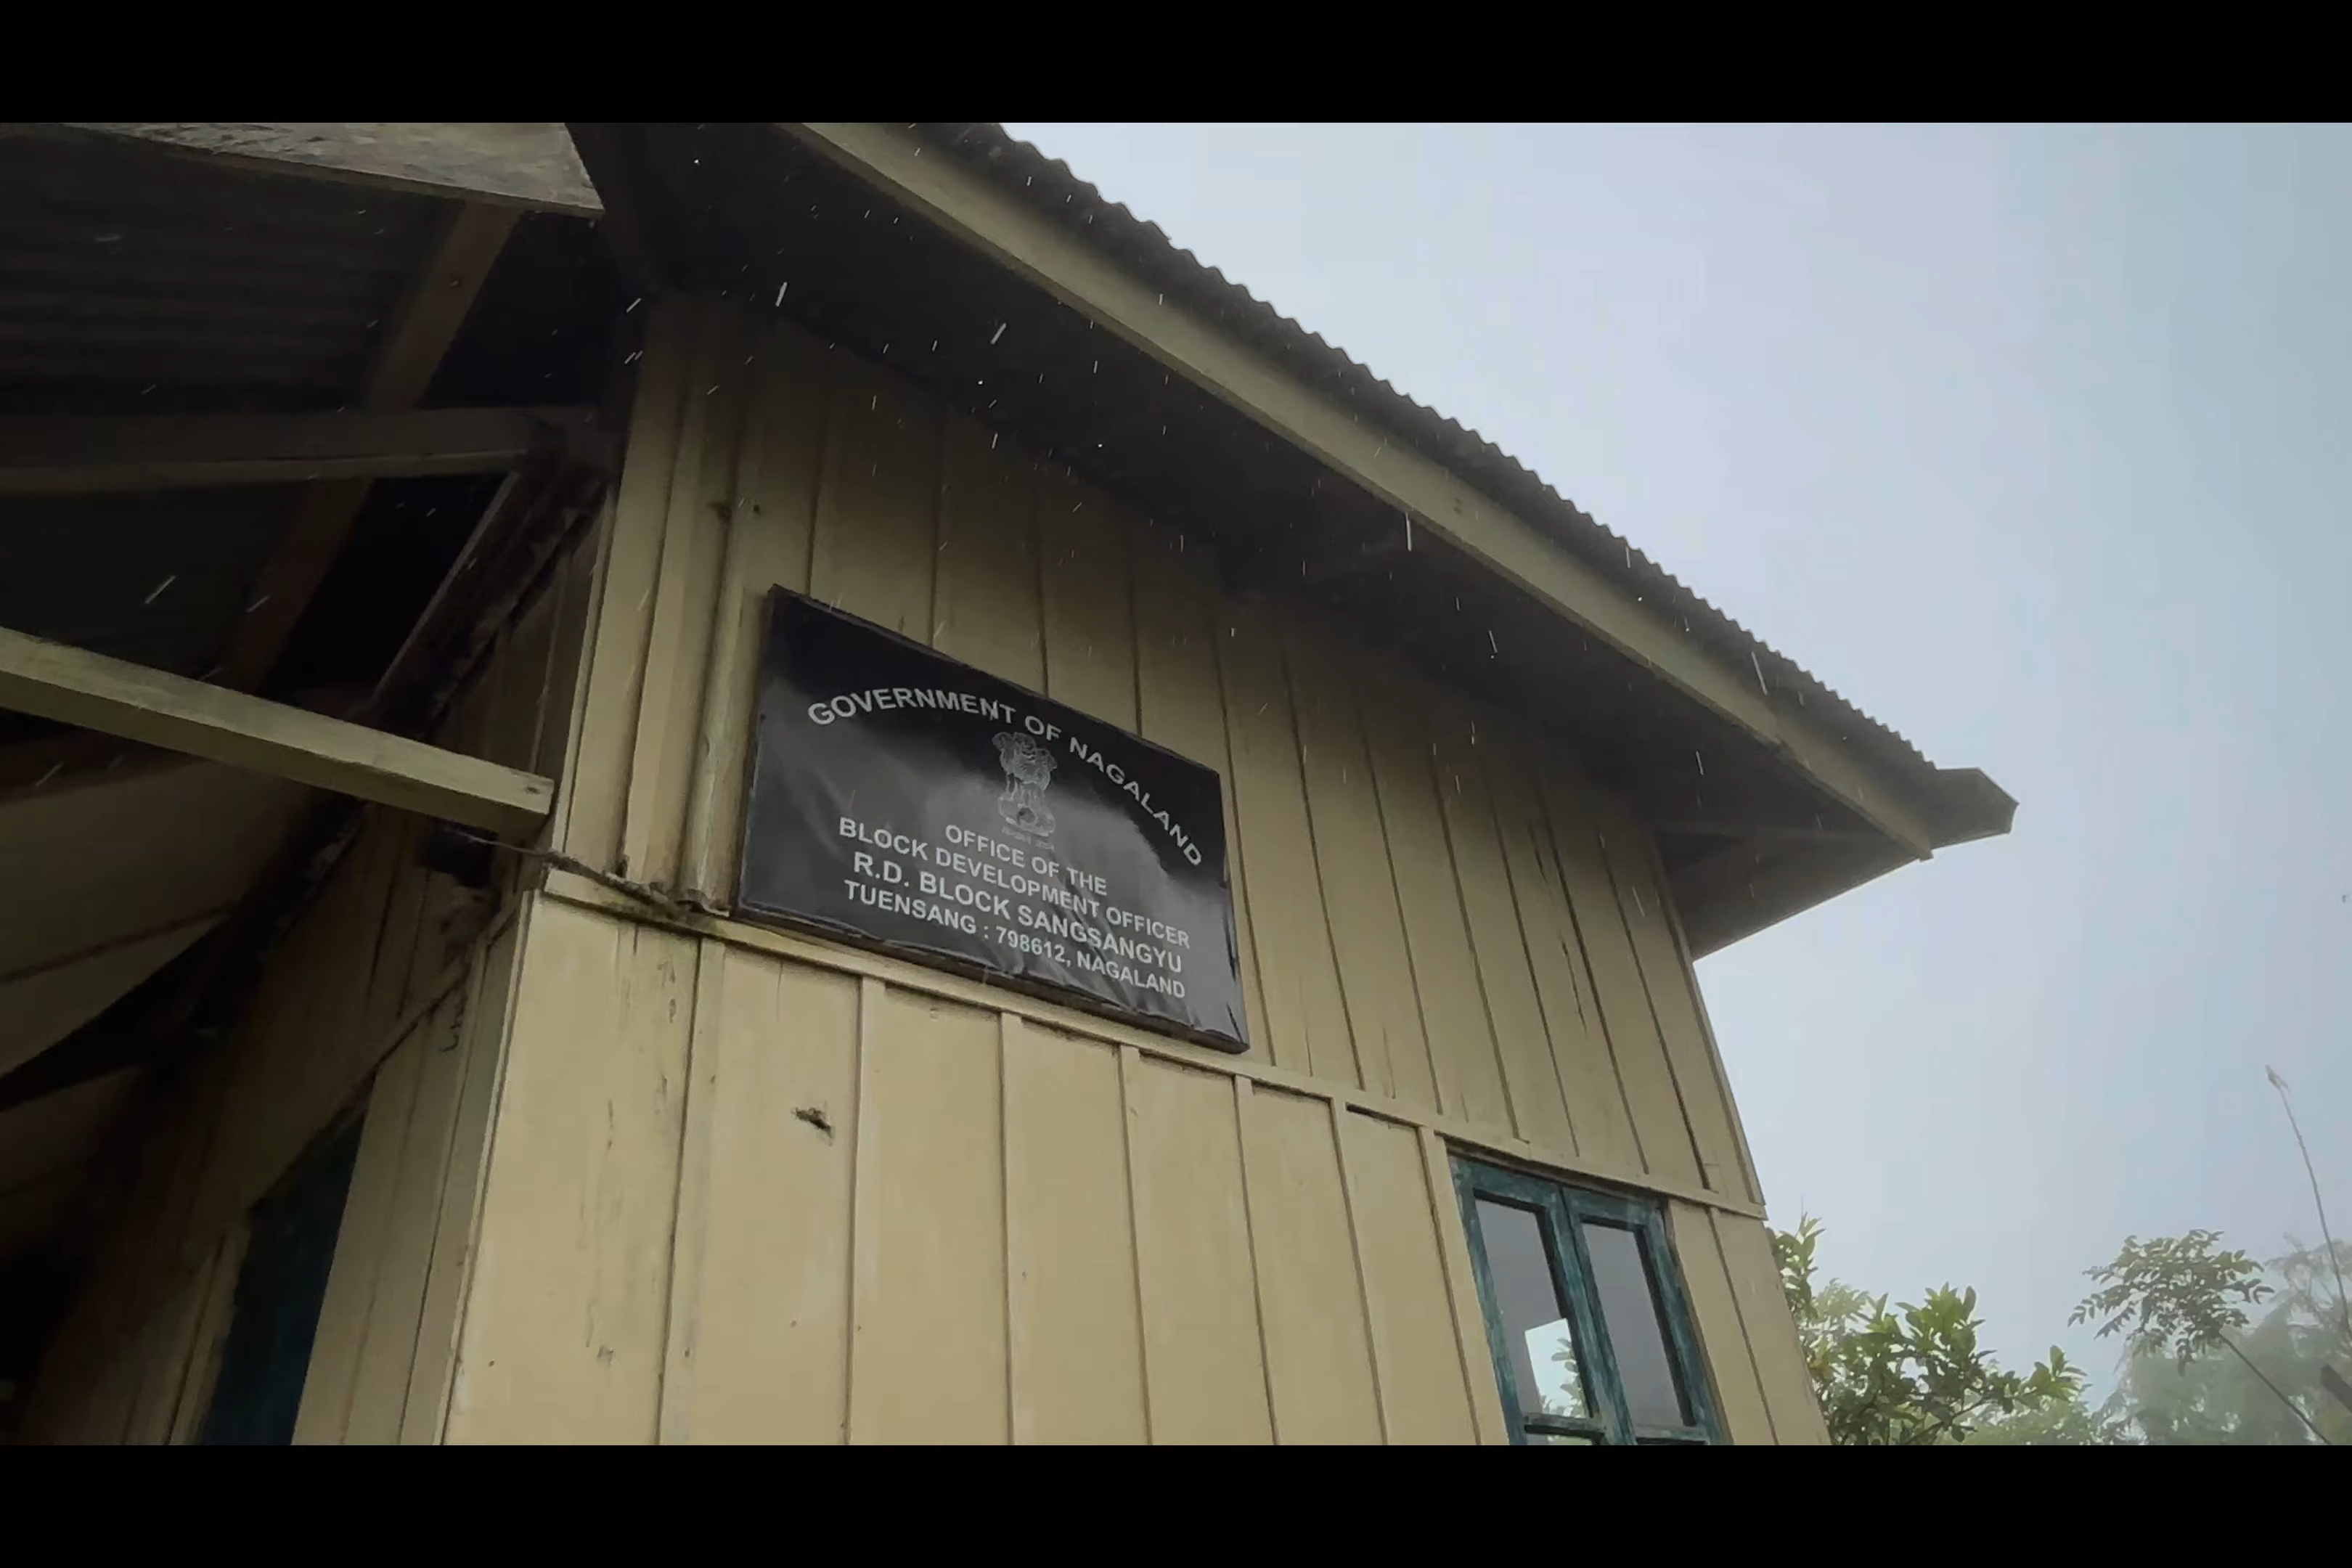 GOVERNMENT OF NAGALAND
OFFICE OF THE
BLOCK DEVELOPMENT OFFICER
R.D. BLOCK SANGSANGYU
TUENSANG : 798612, NAGALAND